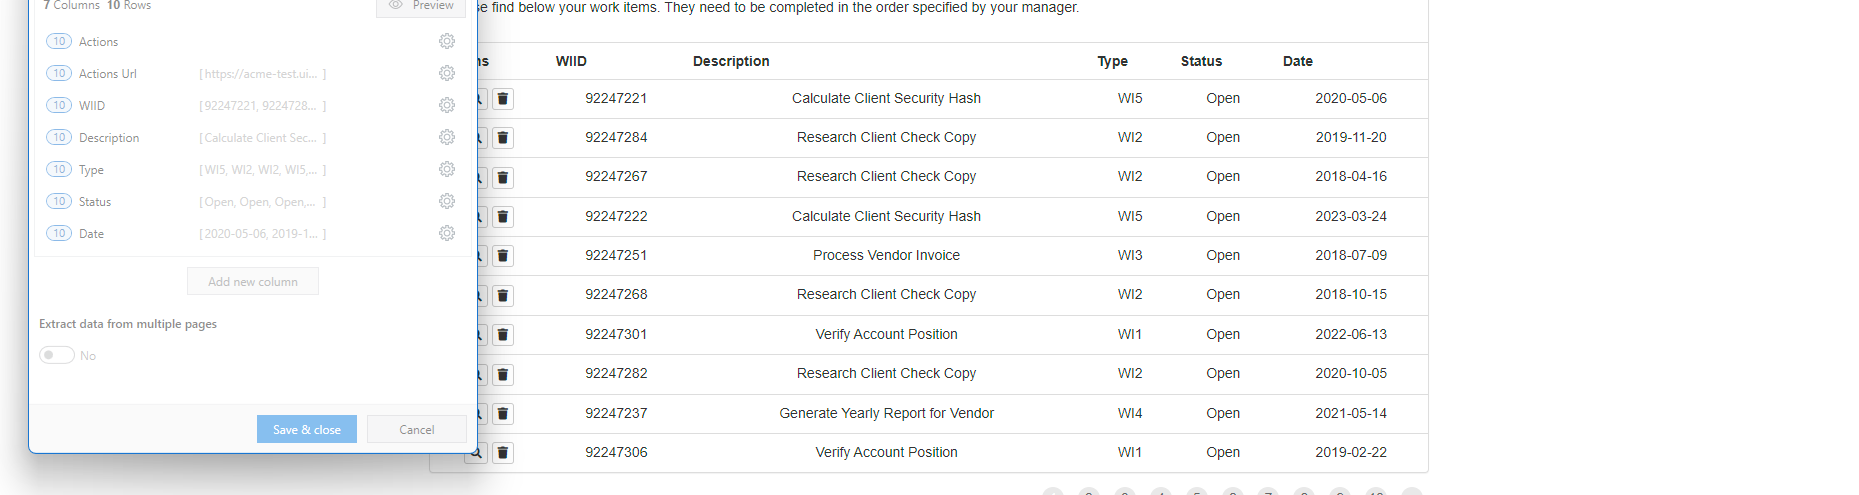 7 Columns 10 Rows
Preview
10 Actions
10 Actions Url [https://acme-test.ui... ]
10 WIID [92247221, 9224728... ]
10 Description [Calculate Client Sec... ]
10 Type [WI5, WI2, WI2, WI5,... ]
10 Status [Open, Open, Open,... ]
10 Date [2020-05-06, 2019-1... ]
Add new column
Extract data from multiple pages
No
Save & close Cancel
find below your work items. They need to be completed in the order specified by your manager.
WIID Description Type Status Date
92247221 Calculate Client Security Hash WI5 Open 2020-05-06
92247284 Research Client Check Copy WI2 Open 2019-11-20
92247267 Research Client Check Copy WI2 Open 2018-04-16
92247222 Calculate Client Security Hash WI5 Open 2023-03-24
92247251 Process Vendor Invoice WI3 Open 2018-07-09
92247268 Research Client Check Copy WI2 Open 2018-10-15
92247301 Verify Account Position WI1 Open 2022-06-13
92247282 Research Client Check Copy WI2 Open 2020-10-05
92247237 Generate Yearly Report for Vendor WI4 Open 2021-05-14
92247306 Verify Account Position WI1 Open 2019-02-22